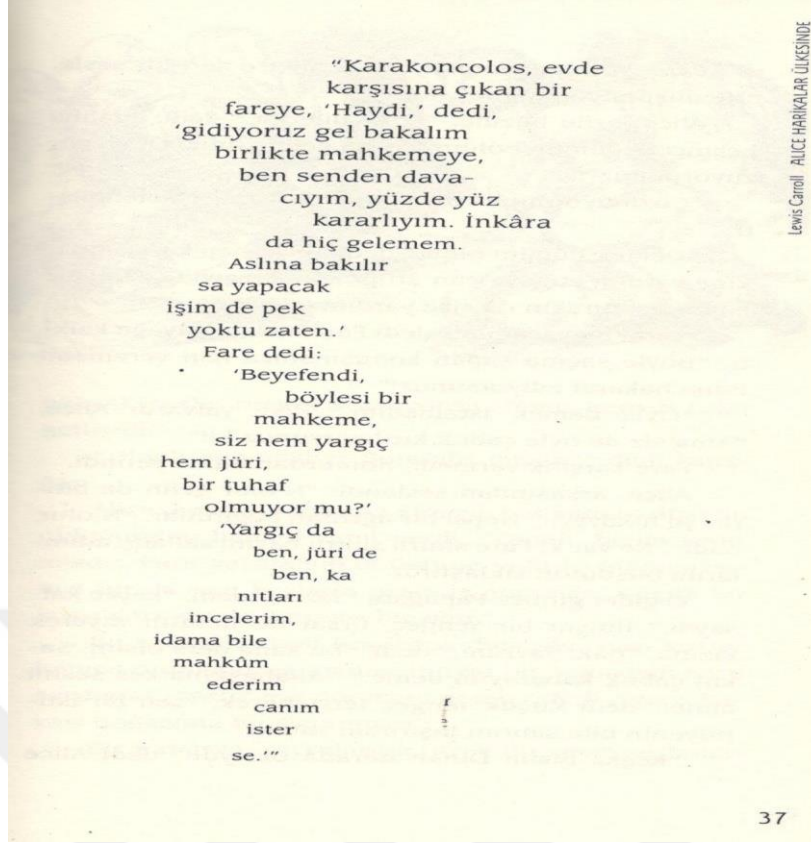 "Karakoncolos, evde
karşısına çıkan bir
fareye, 'Haydi,' dedi,
'gidiyoruz gel bakalım
birlikte mahkemeye,
ben senden dava-
cıyım, yüzde yüz
kararlıyım. İnkâra
da hiç gelemem.
Aslına bakılır
sa yapacak
işim de pek
yoktu zaten.'
Fare dedi:
'Beyefendi,
böylesi bir
mahkeme,
siz hem yargıç
hem jüri,
bir tuhaf
olmuyor mu?'
'Yargıç da
ben, jüri de
ben, ka
nıtları
incelerim,
idama bile
mahkûm
ederim
canım
ister
se.'"
Lewis Carroll ALICE HARİKALAR ÜLKESİNDE
37